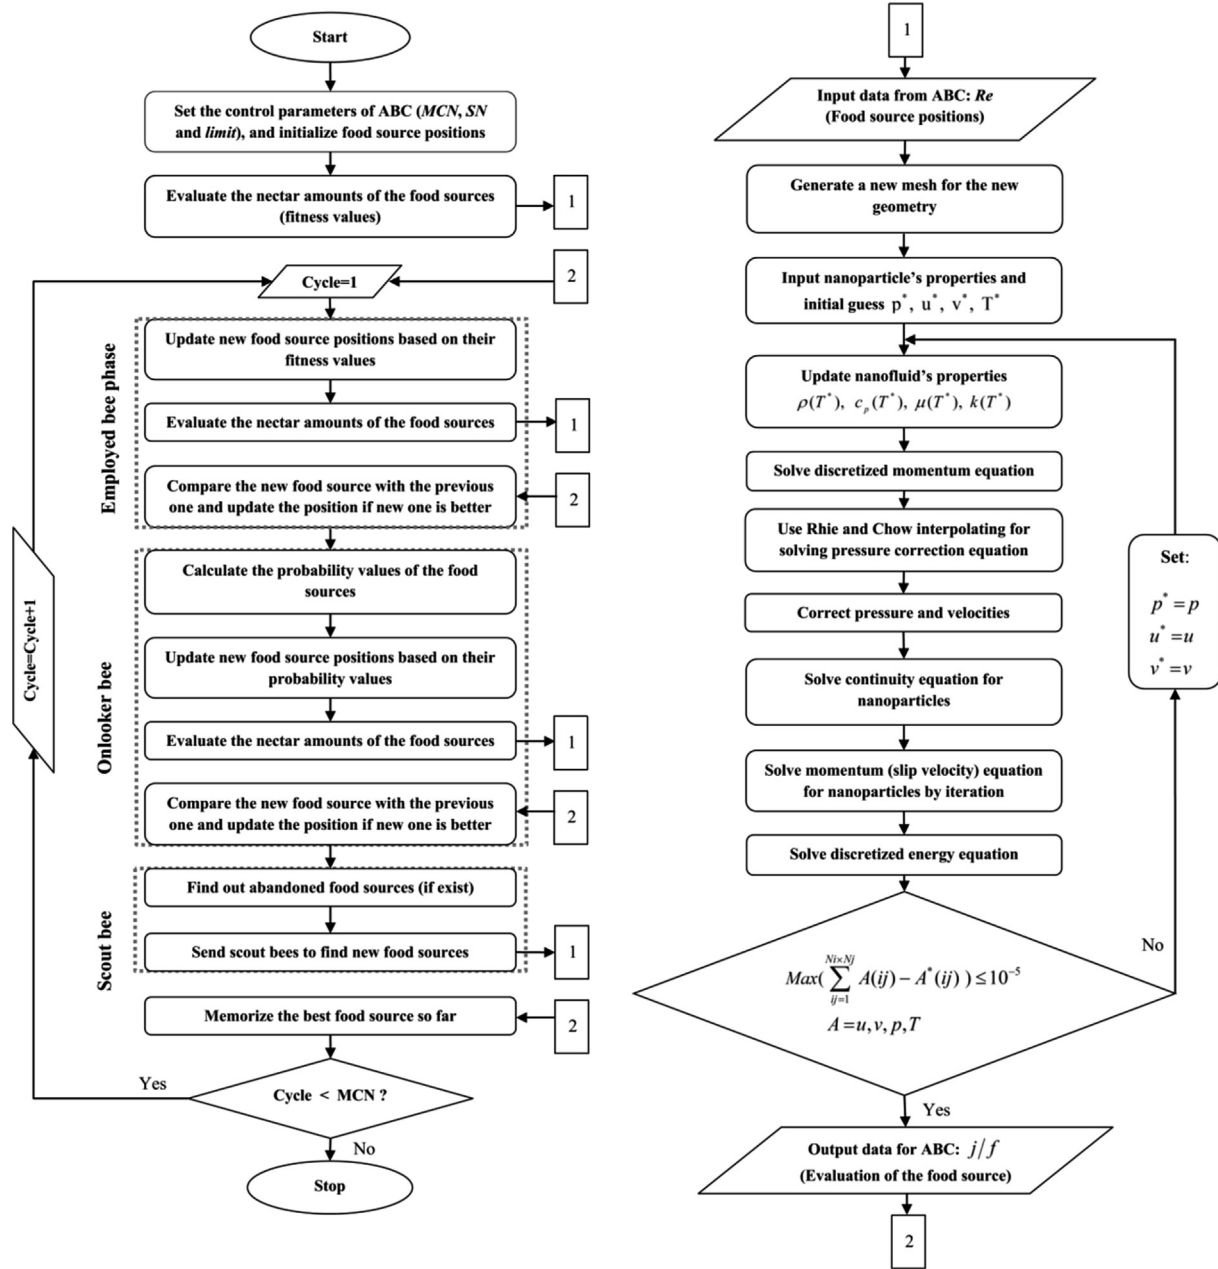 Start
Set the control parameters of ABC (MCN, SN
and limit), and initialize food source positions
Evaluate the nectar amounts of the food sources
(fitness values)
1
Cycle=1
2
Employed bee phase
Update new food source positions based on their
fitness values
Evaluate the nectar amounts of the food sources
1
Compare the new food source with the previous
one and update the position if new one is better
2
Cycle=Cycle+1
Onlooker bee
Calculate the probability values of the food
sources
Update new food source positions based on their
probability values
Evaluate the nectar amounts of the food sources
1
Compare the new food source with the previous
one and update the position if new one is better
2
Scout bee
Find out abandoned food sources (if exist)
Send scout bees to find new food sources
1
Memorize the best food source so far
2
Yes
Cycle < MCN ?
No
Stop
1
Input data from ABC: Re
(Food source positions)
Generate a new mesh for the new
geometry
Input nanoparticle's properties and
initial guess p*, u*, v*, T*
Update nanofluid's properties
ρ(T*), c_p(T*), μ(T*), k(T*)
Solve discretized momentum equation
Use Rhie and Chow interpolating for
solving pressure correction equation
Correct pressure and velocities
Solve continuity equation for
nanoparticles
Solve momentum (slip velocity) equation
for nanoparticles by iteration
Solve discretized energy equation
Set:
p* = p
u* = u
v* = v
No
Max( ∑_{ij=1}^{Ni×Nj} A(ij) − A*(ij) ) ≤ 10^{-5}
A = u, v, p, T
Yes
Output data for ABC: j/f
(Evaluation of the food source)
2